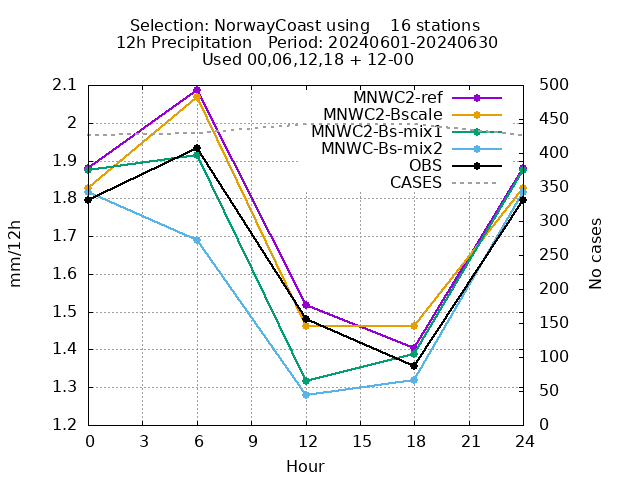 Selection: NorwayCoast using    16 stations
12h Precipitation   Period: 20240601-20240630
Used 00,06,12,18 + 12-00
2.1
2
1.9
1.8
1.7
1.6
1.5
1.4
1.3
1.2
mm/12h
MNWC2-ref
MNWC2-Bscale
MNWC2-Bs-mix1
MNWC-Bs-mix2
OBS
CASES
500
450
400
350
300
250
200
150
100
50
0
No cases
0 3 6 9 12 15 18 21 24
Hour